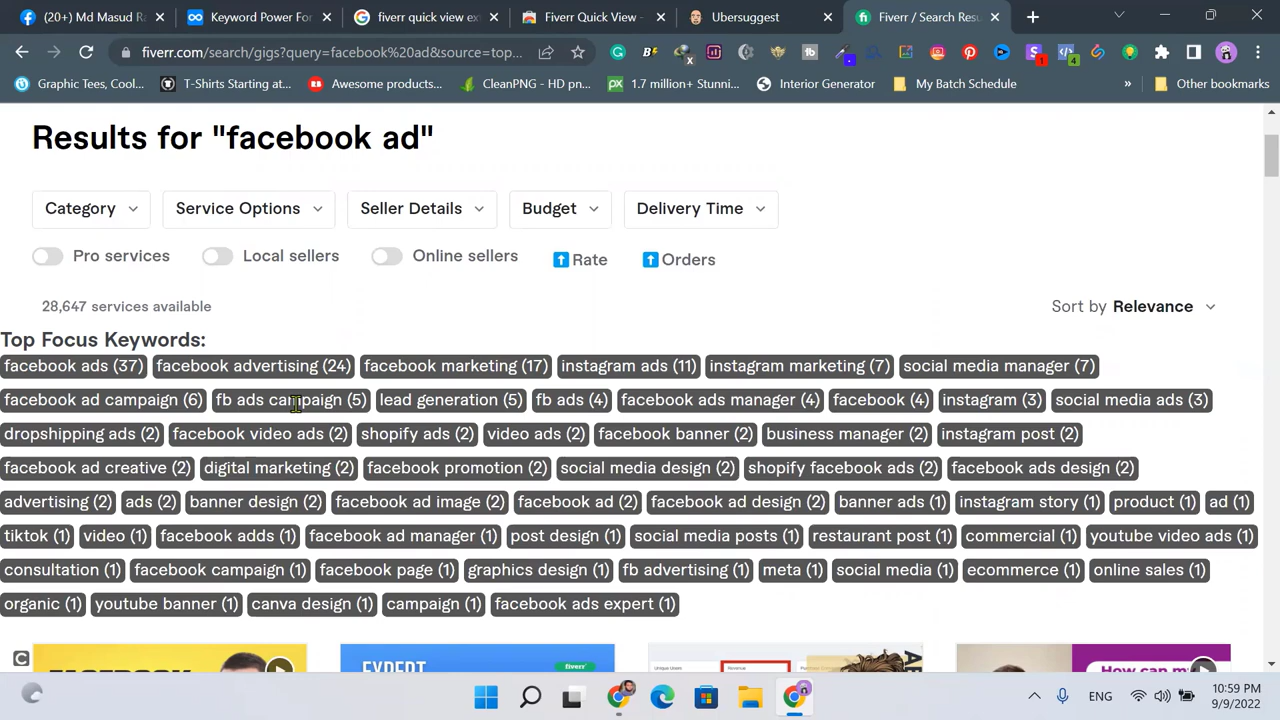 (20+) Md Masud Ra
Keyword Power For
fiverr quick view ex
Fiverr Quick View -
Ubersuggest
Fiverr / Search Resu
fiverr.com/search/gigs?query=facebook%20ad&source=top...
Graphic Tees, Cool...
T-Shirts Starting at...
Awesome products...
CleanPNG - HD pn...
1.7 million+ Stunni...
Interior Generator
My Batch Schedule
»
Other bookmarks
Results for "facebook ad"
Category
Service Options
Seller Details
Budget
Delivery Time
Pro services
Local sellers
Online sellers
Rate
Orders
28,647 services available
Sort by Relevance
Top Focus Keywords:
facebook ads (37) facebook advertising (24) facebook marketing (17) instagram ads (11) instagram marketing (7) social media manager (7)
facebook ad campaign (6) fb ads campaign (5) lead generation (5) fb ads (4) facebook ads manager (4) facebook (4) instagram (3) social media ads (3)
dropshipping ads (2) facebook video ads (2) shopify ads (2) video ads (2) facebook banner (2) business manager (2) instagram post (2)
facebook ad creative (2) digital marketing (2) facebook promotion (2) social media design (2) shopify facebook ads (2) facebook ads design (2)
advertising (2) ads (2) banner design (2) facebook ad image (2) facebook ad (2) facebook ad design (2) banner ads (1) instagram story (1) product (1) ad (1)
tiktok (1) video (1) facebook adds (1) facebook ad manager (1) post design (1) social media posts (1) restaurant post (1) commercial (1) youtube video ads (1)
consultation (1) facebook campaign (1) facebook page (1) graphics design (1) fb advertising (1) meta (1) social media (1) ecommerce (1) online sales (1)
organic (1) youtube banner (1) canva design (1) campaign (1) facebook ads expert (1)
EXPERT
fiverr
Revenue
How can m
ENG
10:59 PM
9/9/2022